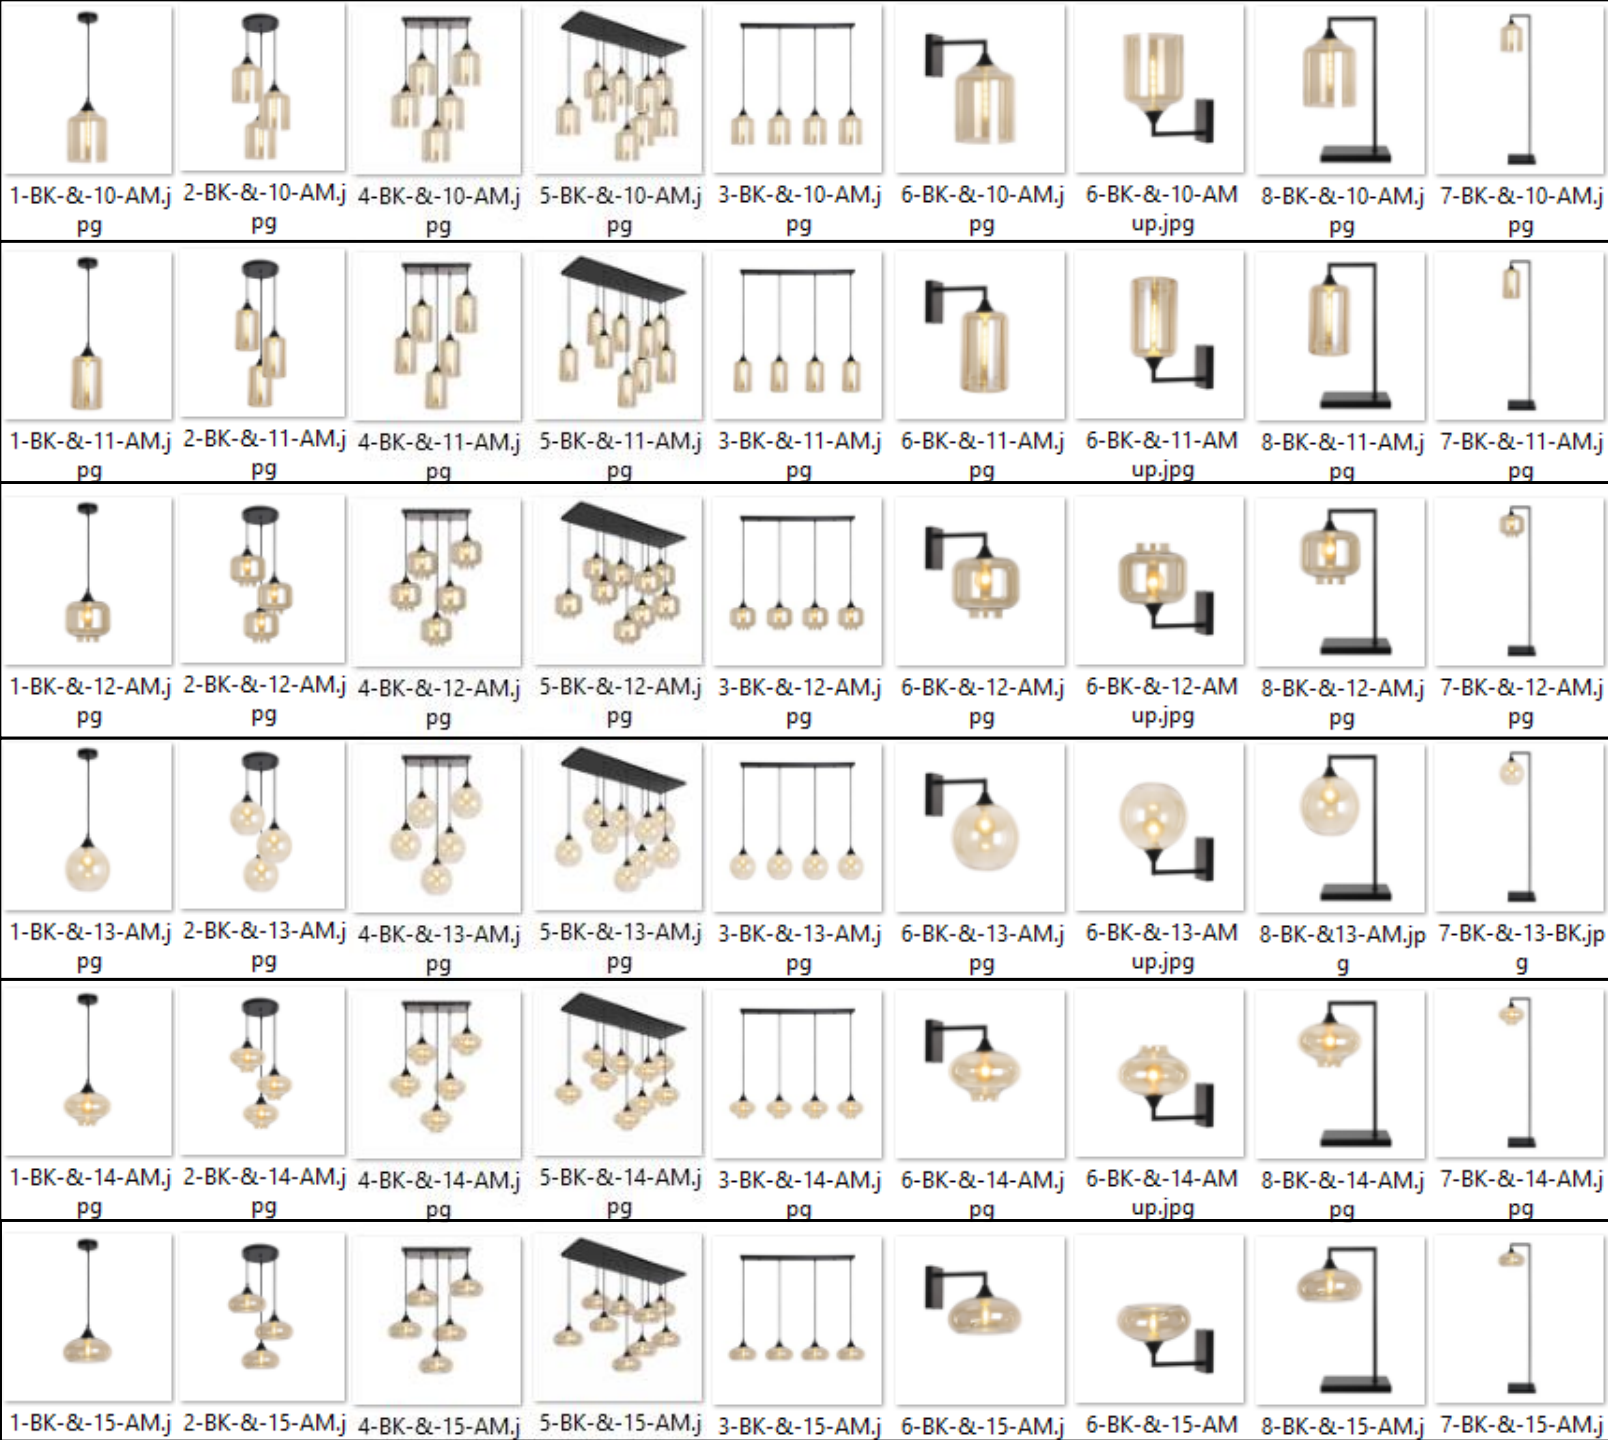 1-BK-&-10-AM.j 2-BK-&-10-AM.j 4-BK-&-10-AM.j 5-BK-&-10-AM.j 3-BK-&-10-AM.j 6-BK-&-10-AM.j 6-BK-&-10-AM 8-BK-&-10-AM.j 7-BK-&-10-AM.j
pg pg pg pg pg pg up.jpg pg pg
1-BK-&-11-AM.j 2-BK-&-11-AM.j 4-BK-&-11-AM.j 5-BK-&-11-AM.j 3-BK-&-11-AM.j 6-BK-&-11-AM.j 6-BK-&-11-AM 8-BK-&-11-AM.j 7-BK-&-11-AM.j
pg pg pg pg pg pg up.jpg pg pg
1-BK-&-12-AM.j 2-BK-&-12-AM.j 4-BK-&-12-AM.j 5-BK-&-12-AM.j 3-BK-&-12-AM.j 6-BK-&-12-AM.j 6-BK-&-12-AM 8-BK-&-12-AM.j 7-BK-&-12-AM.j
pg pg pg pg pg pg up.jpg pg pg
1-BK-&-13-AM.j 2-BK-&-13-AM.j 4-BK-&-13-AM.j 5-BK-&-13-AM.j 3-BK-&-13-AM.j 6-BK-&-13-AM.j 6-BK-&-13-AM 8-BK-&13-AM.jp 7-BK-&-13-BK.jp
pg pg pg pg pg pg up.jpg g g
1-BK-&-14-AM.j 2-BK-&-14-AM.j 4-BK-&-14-AM.j 5-BK-&-14-AM.j 3-BK-&-14-AM.j 6-BK-&-14-AM.j 6-BK-&-14-AM 8-BK-&-14-AM.j 7-BK-&-14-AM.j
pg pg pg pg pg pg up.jpg pg pg
1-BK-&-15-AM.j 2-BK-&-15-AM.j 4-BK-&-15-AM.j 5-BK-&-15-AM.j 3-BK-&-15-AM.j 6-BK-&-15-AM.j 6-BK-&-15-AM 8-BK-&-15-AM.j 7-BK-&-15-AM.j